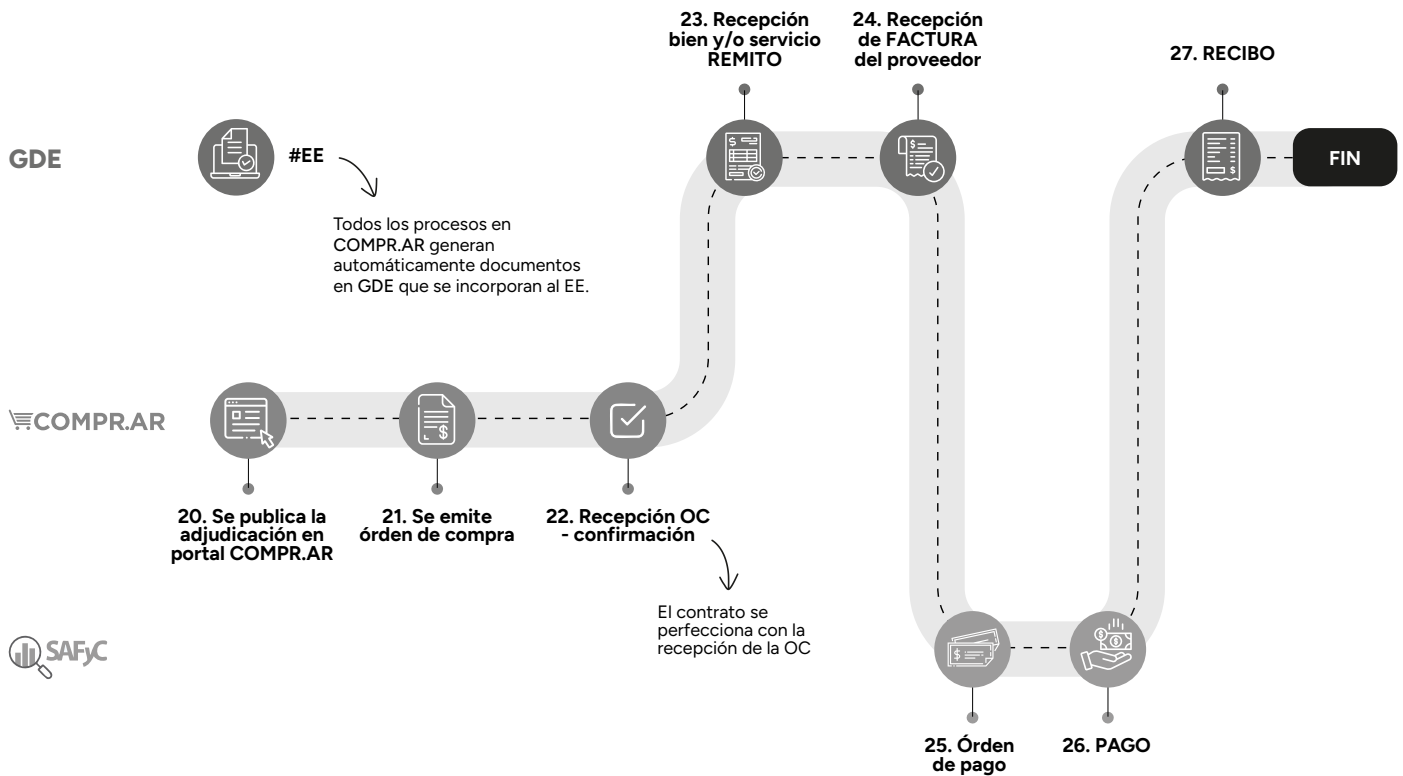 23. Recepción
bien y/o servicio
REMITO
24. Recepción
de FACTURA
del proveedor
27. RECIBO
GDE
#EE
FIN
Todos los procesos en
COMPR.AR generan
automáticamente documentos
en GDE que se incorporan al EE.
COMPR.AR
20. Se publica la
adjudicación en
portal COMPR.AR
21. Se emite
órden de compra
22. Recepción OC
- confirmación
El contrato se
perfecciona con la
recepción de la OC
SAFyC
25. Órden
de pago
26. PAGO